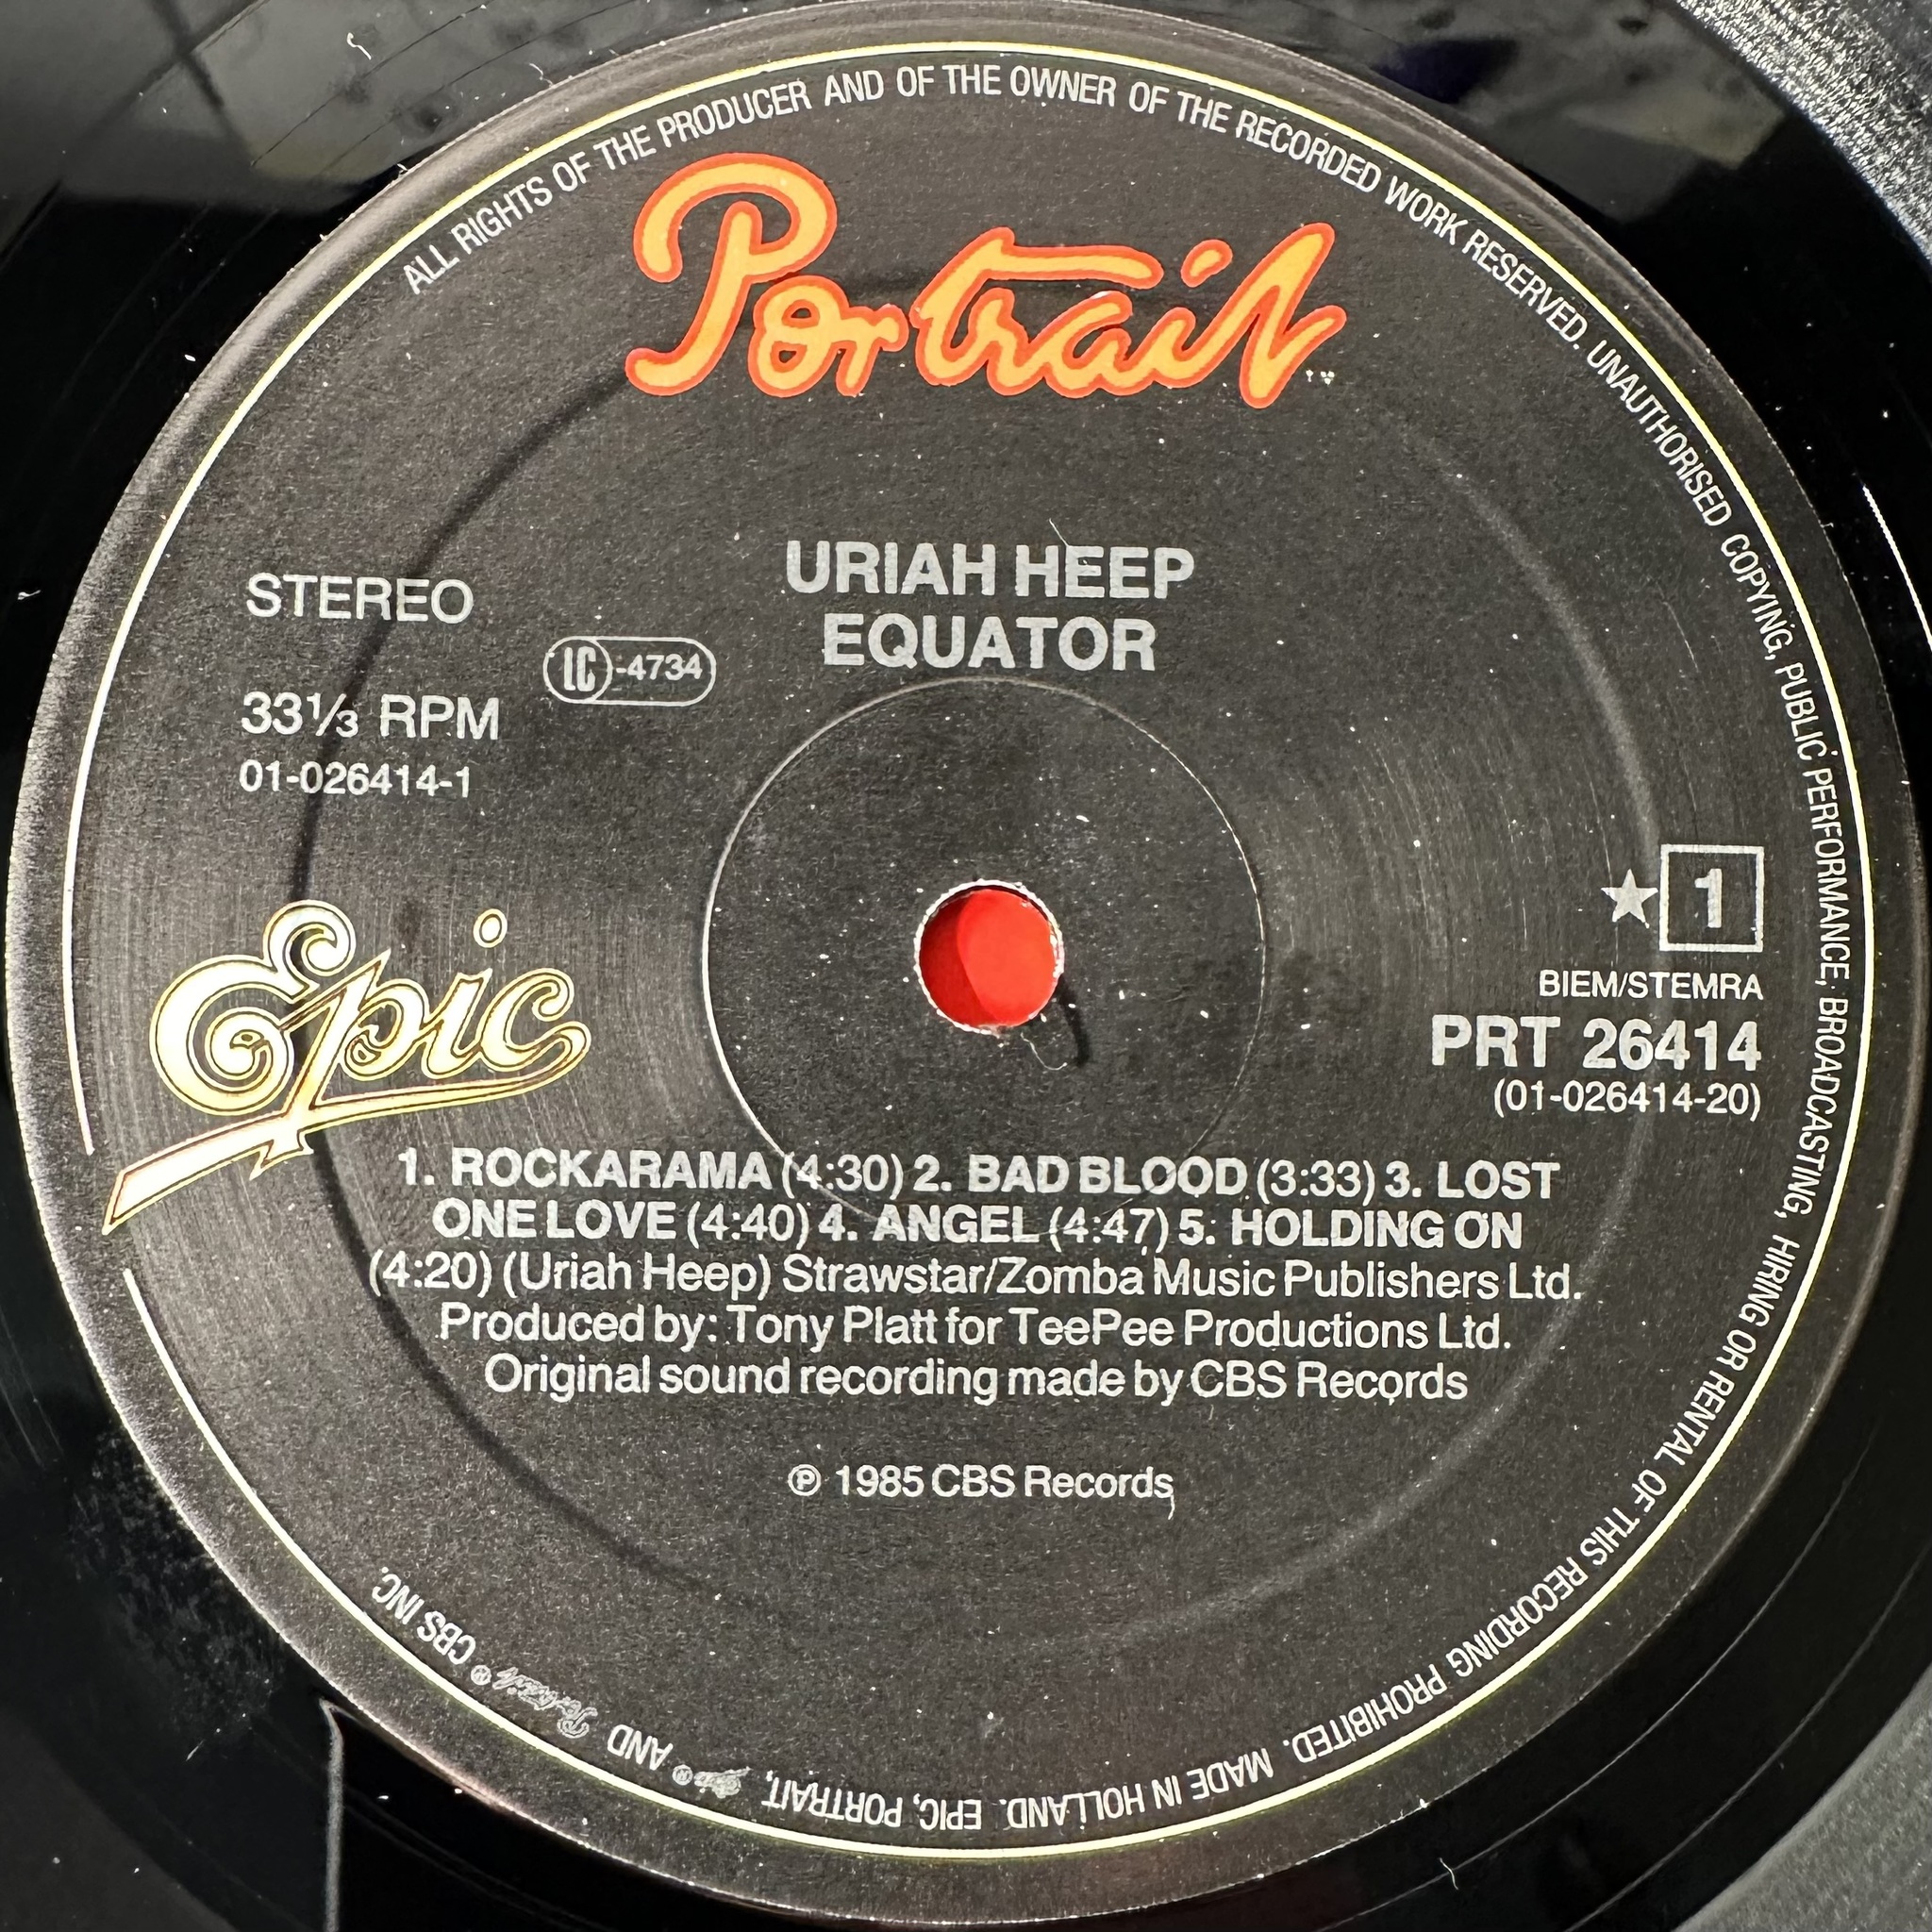 ALL RIGHTS OF THE PRODUCER AND OF THE OWNER OF THE RECORDED WORK RESERVED. UNAUTHORISED COPYING, PUBLIC PERFORMANCE, BROADCASTING, HIRING OR RENTAL OF THIS RECORDING PROHIBITED. MADE IN HOLLAND. EPIC, PORTRAIT, Epic ® AND Portrait ® CBS INC.
Portrait™
URIAH HEEP
EQUATOR
STEREO
LC-4734
33⅓ RPM
01-026414-1
Epic
★ 1
BIEM/STEMRA
PRT 26414
(01-026414-20)
1. ROCKARAMA (4:30) 2. BAD BLOOD (3:33) 3. LOST
ONE LOVE (4:40) 4. ANGEL (4:47) 5. HOLDING ON
(4:20) (Uriah Heep) Strawstar/Zomba Music Publishers Ltd.
Produced by: Tony Platt for TeePee Productions Ltd.
Original sound recording made by CBS Records
℗ 1985 CBS Records